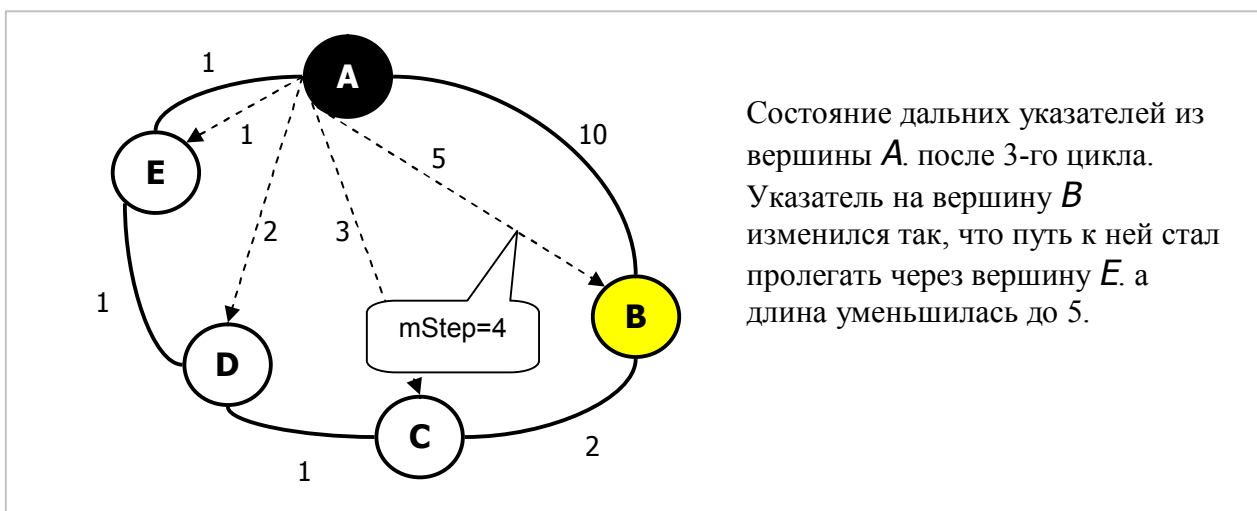 1
A
10
1
5
E
2
3
B
mStep=4
1
D
C
2
1
Состояние дальних указателей из
вершины A. после 3-го цикла.
Указатель на вершину B
изменился так, что путь к ней стал
пролегать через вершину E. а
длина уменьшилась до 5.